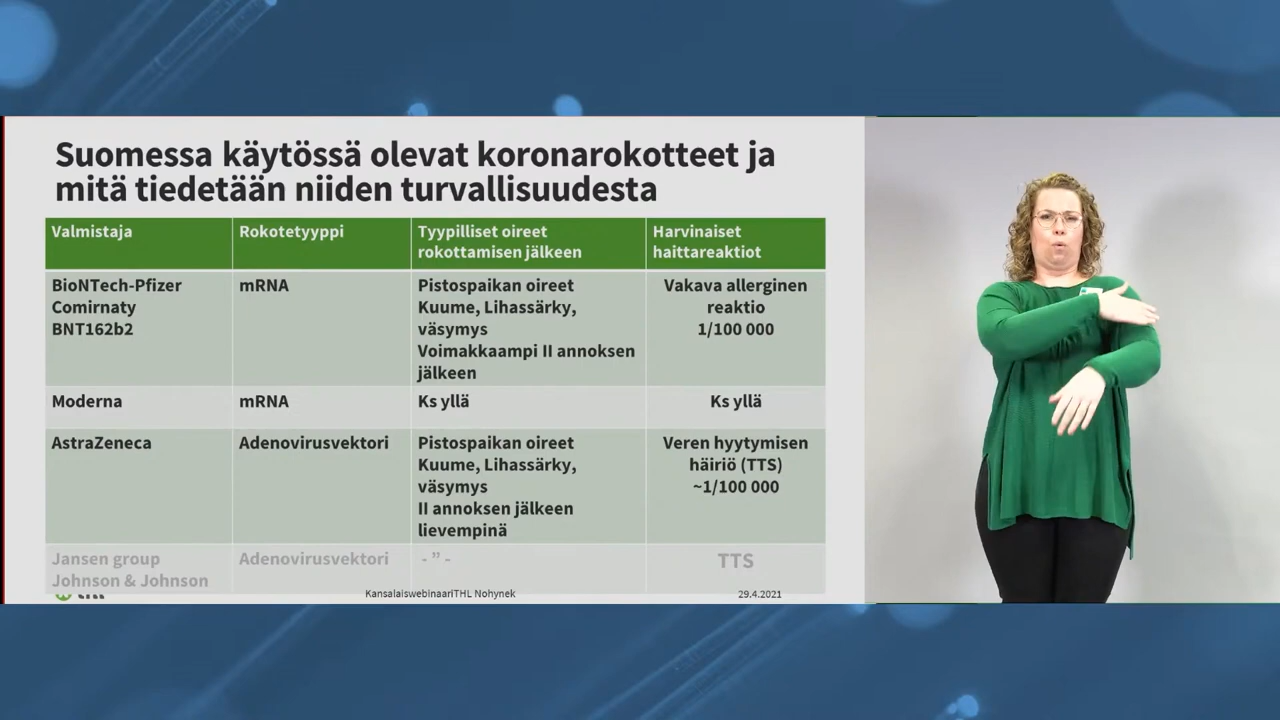 Suomessa käytössä olevat koronarokotteet ja
mitä tiedetään niiden turvallisuudesta
Valmistaja
Rokotetyyppi
Tyypilliset oireet
rokottamisen jälkeen
Harvinaiset
haittareaktiot
BioNTech-Pfizer
Comirnaty
BNT162b2
mRNA
Pistospaikan oireet
Kuume, Lihassärky,
väsymys
Voimakkaampi II annoksen
jälkeen
Vakava allerginen
reaktio
1/100 000
Moderna
mRNA
Ks yllä
Ks yllä
AstraZeneca
Adenovirusvektori
Pistospaikan oireet
Kuume, Lihassärky,
väsymys
II annoksen jälkeen
lievempinä
Veren hyytymisen
häiriö (TTS)
~1/100 000
Jansen group
Johnson & Johnson
Adenovirusvektori
- ” -
TTS
KansalaiswebinaariTHL Nohynek
29.4.2021